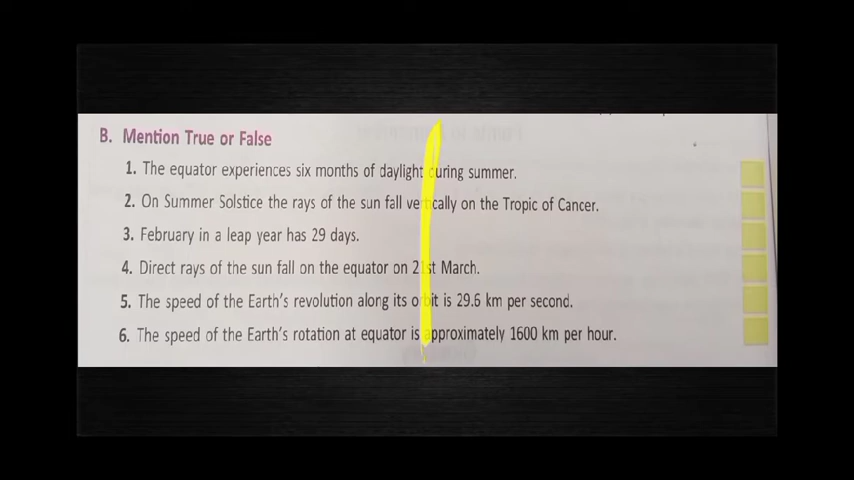 B. Mention True or False
1. The equator experiences six months of daylight during summer.
2. On Summer Solstice the rays of the sun fall vertically on the Tropic of Cancer.
3. February in a leap year has 29 days.
4. Direct rays of the sun fall on the equator on 21st March.
5. The speed of the Earth's revolution along its orbit is 29.6 km per second.
6. The speed of the Earth's rotation at equator is approximately 1600 km per hour.